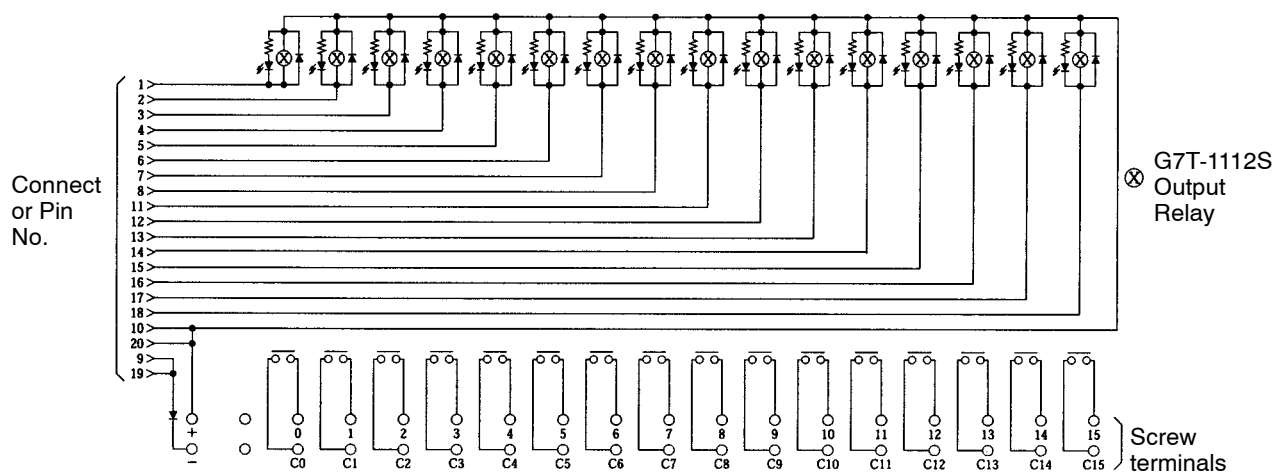 1
2
3
4
5
6
7
8
11
12
13
14
15
16
17
18
10
20
9
19
Connect
or Pin
No.
G7T-1112S
Output
Relay
+ 0 1 2 3 4 5 6 7 8 9 10 11 12 13 14 15
− C0 C1 C2 C3 C4 C5 C6 C7 C8 C9 C10 C11 C12 C13 C14 C15
Screw
terminals